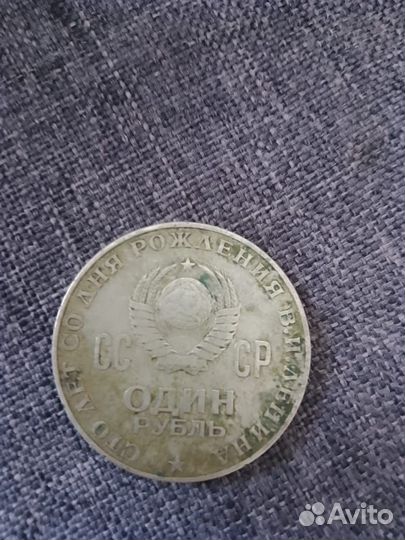 СТО ЛЕТ СО ДНЯ РОЖДЕНИЯ В.И.ЛЕНИНА
СС СР
ОДИН
РУБЛЬ
Avito